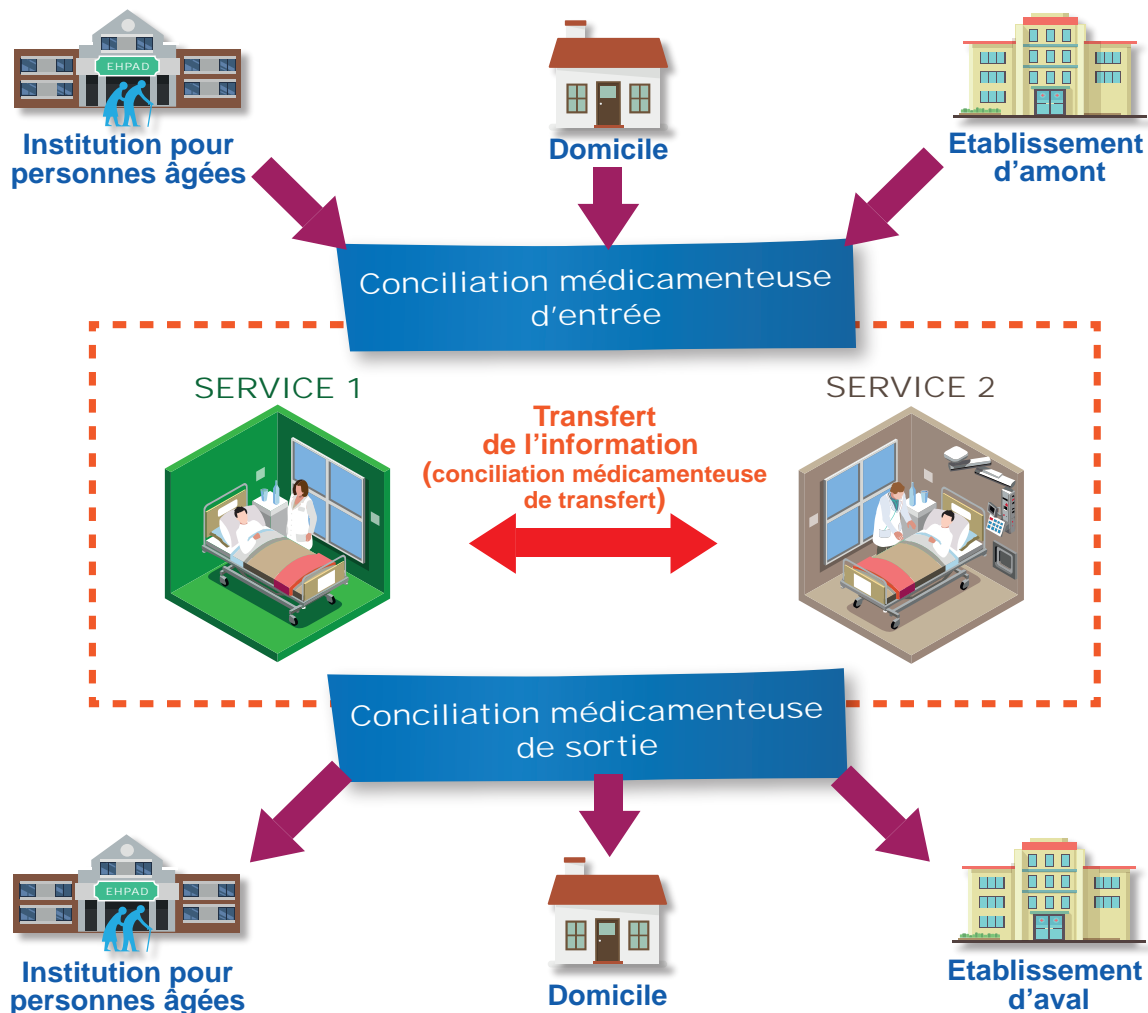 EHPAD
Institution pour
personnes âgées
Domicile
Etablissement
d'amont
Conciliation médicamenteuse
d'entrée
SERVICE 1
Transfert
de l’information
(conciliation médicamenteuse
de transfert)
SERVICE 2
Conciliation médicamenteuse
de sortie
EHPAD
Institution pour
personnes âgées
Domicile
Etablissement
d'aval